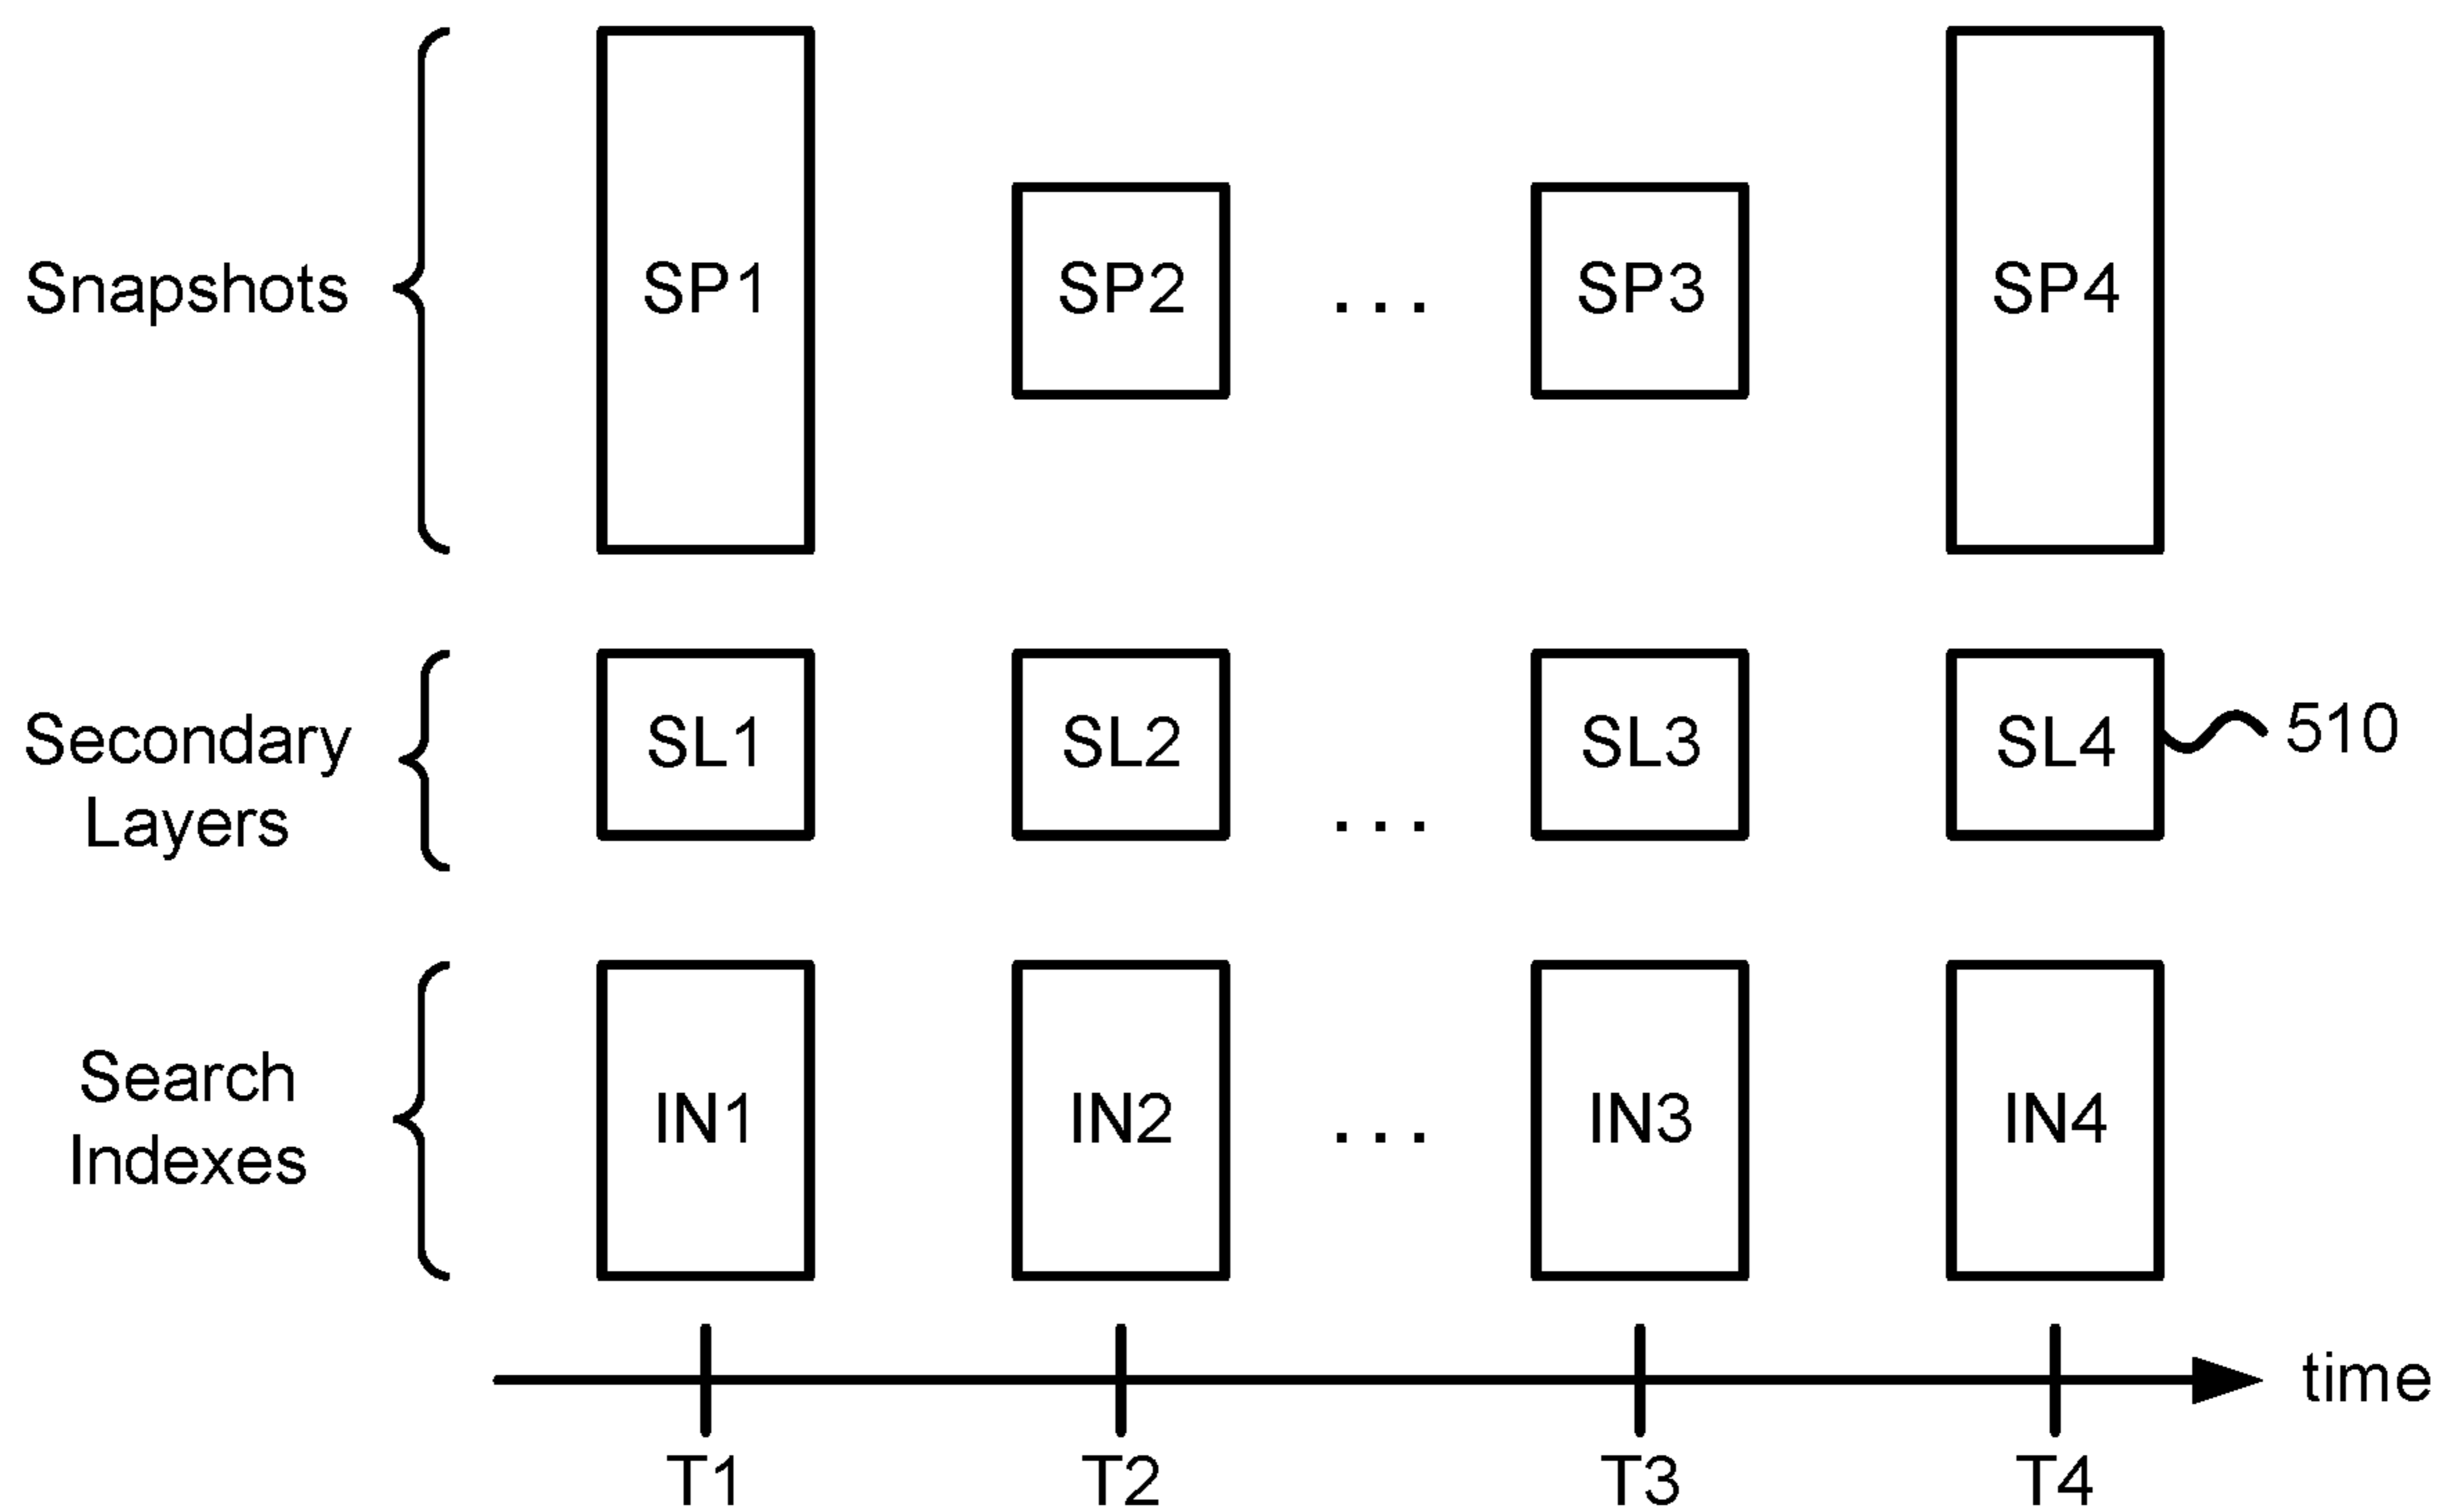 Snapshots
SP1
SP2
. . .
SP3
SP4
Secondary
Layers
SL1
SL2
. . .
SL3
SL4
510
Search
Indexes
IN1
IN2
. . .
IN3
IN4
time
T1
T2
T3
T4